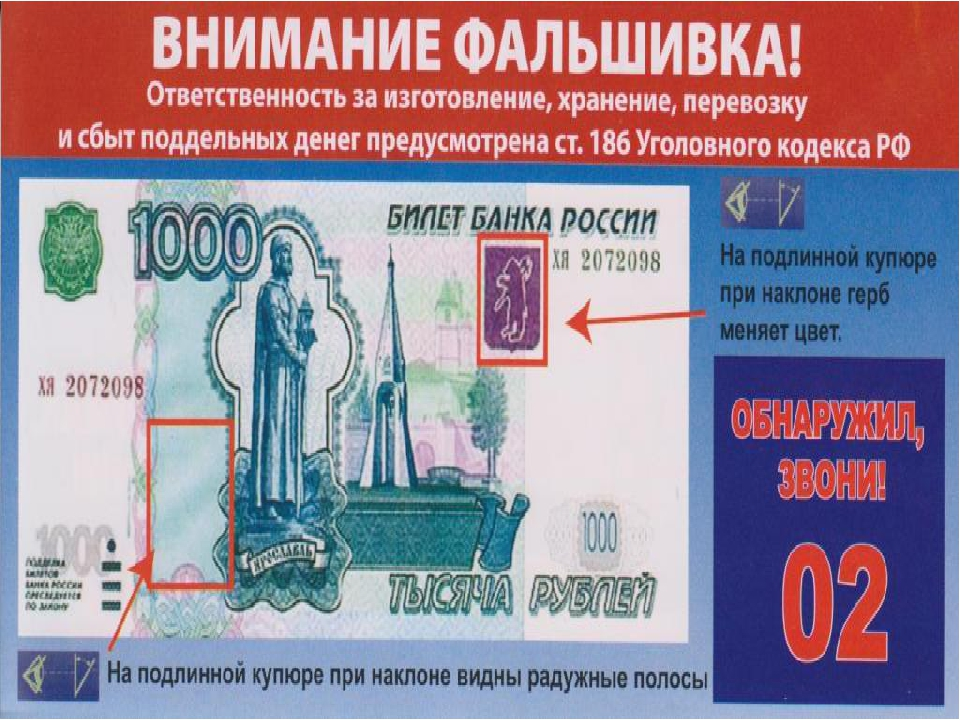 ВНИМАНИЕ ФАЛЬШИВКА!
Ответственность за изготовление, хранение, перевозку
и сбыт поддельных денег предусмотрена ст. 186 Уголовного кодекса РФ
1000
БИЛЕТ БАНКА РОССИИ
ХЯ 2072098
На подлинной купюре
при наклоне герб
меняет цвет.
ХЯ 2072098
ОБНАРУЖИЛ,
ЗВОНИ!
02
1000
ПОДДЕЛКА
БИЛЕТОВ
БАНКА РОССИИ
ПРЕСЛЕДУЕТСЯ
ПО ЗАКОНУ
ЯРОСЛАВЛЬ
1000
ТЫСЯЧА РУБЛЕЙ
На подлинной купюре при наклоне видны радужные полосы